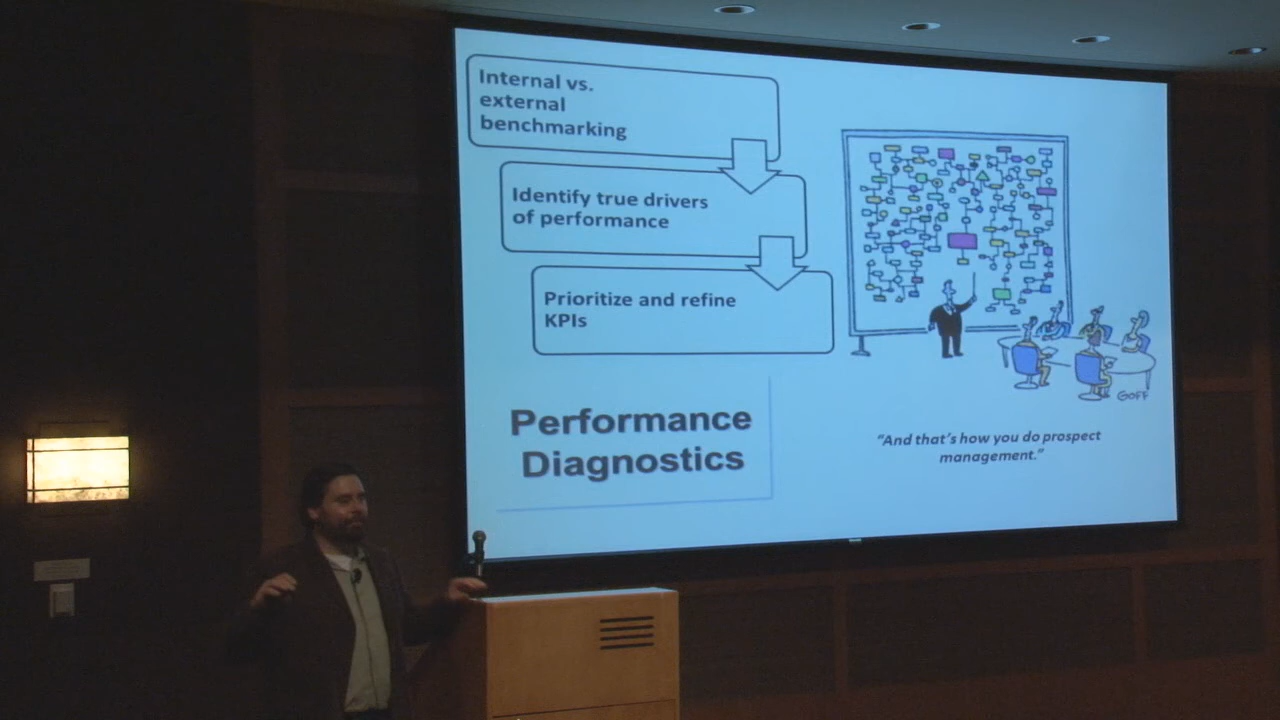 Internal vs.
external
benchmarking
Identify true drivers
of performance
Prioritize and refine
KPIs
Performance
Diagnostics
GOFF
“And that’s how you do prospect
management.”